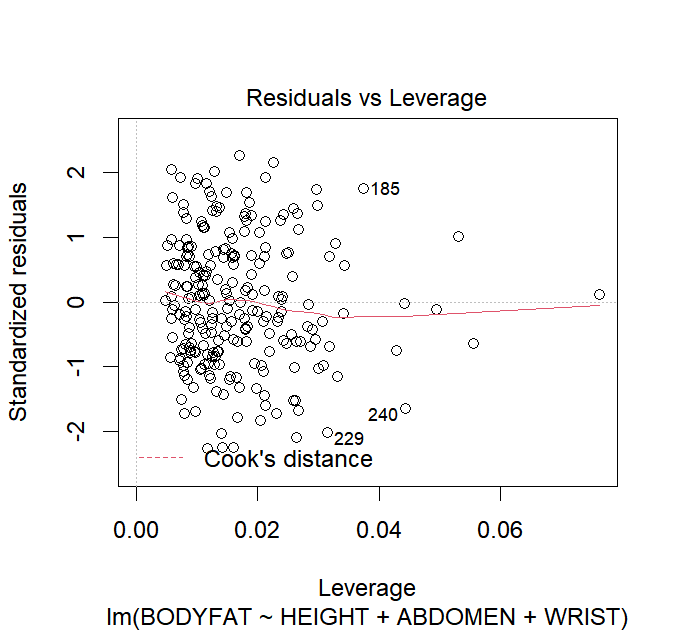 Residuals vs Leverage
Standardized residuals
2
1
0
-1
-2
185
240
229
Cook's distance
0.00 0.02 0.04 0.06
Leverage
lm(BODYFAT ~ HEIGHT + ABDOMEN + WRIST)